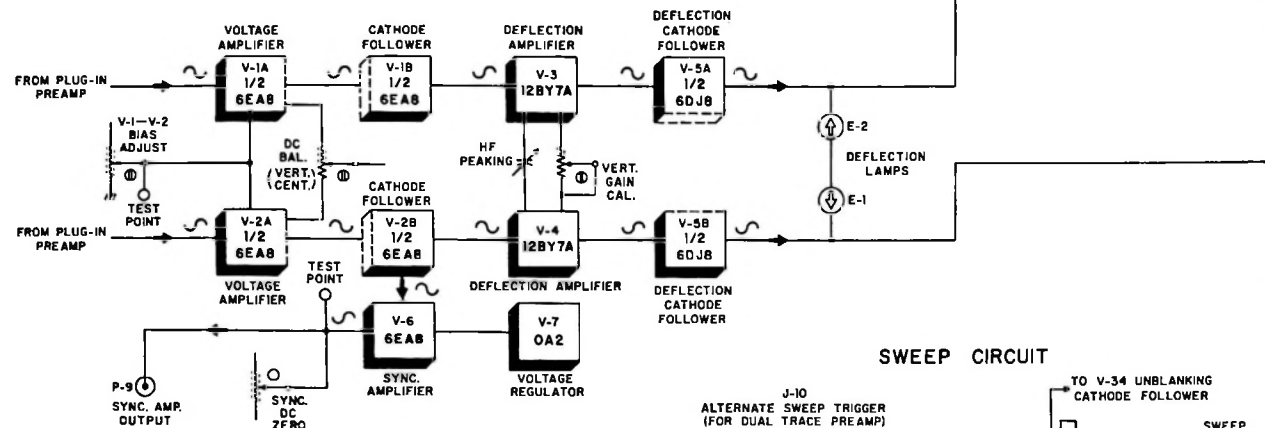 VOLTAGE
AMPLIFIER
CATHODE
FOLLOWER
DEFLECTION
AMPLIFIER
DEFLECTION
CATHODE
FOLLOWER
FROM PLUG-IN
PREAMP
V-1A
1/2
6EA8
V-1B
1/2
6EA8
V-3
12BY7A
V-5A
1/2
6DJ8
V-1—V-2
BIAS
ADJUST
TEST
POINT
DC
BAL.
(VERT.
CENT.)
HF
PEAKING
VERT.
GAIN
CAL.
E-2
DEFLECTION
LAMPS
E-1
CATHODE
FOLLOWER
FROM PLUG-IN
PREAMP
V-2A
1/2
6EA8
V-2B
1/2
6EA8
V-4
12BY7A
V-5B
1/2
6DJ8
VOLTAGE
AMPLIFIER
TEST
POINT
DEFLECTION AMPLIFIER
DEFLECTION
CATHODE
FOLLOWER
V-6
6EA8
V-7
OA2
SYNC.
AMPLIFIER
VOLTAGE
REGULATOR
P-9
SYNC. AMP.
OUTPUT
SYNC.
DC
ZERO
SWEEP CIRCUIT
J-10
ALTERNATE SWEEP TRIGGER
(FOR DUAL TRACE PREAMP)
TO V-34 UNBLANKING
CATHODE FOLLOWER
SWEEP